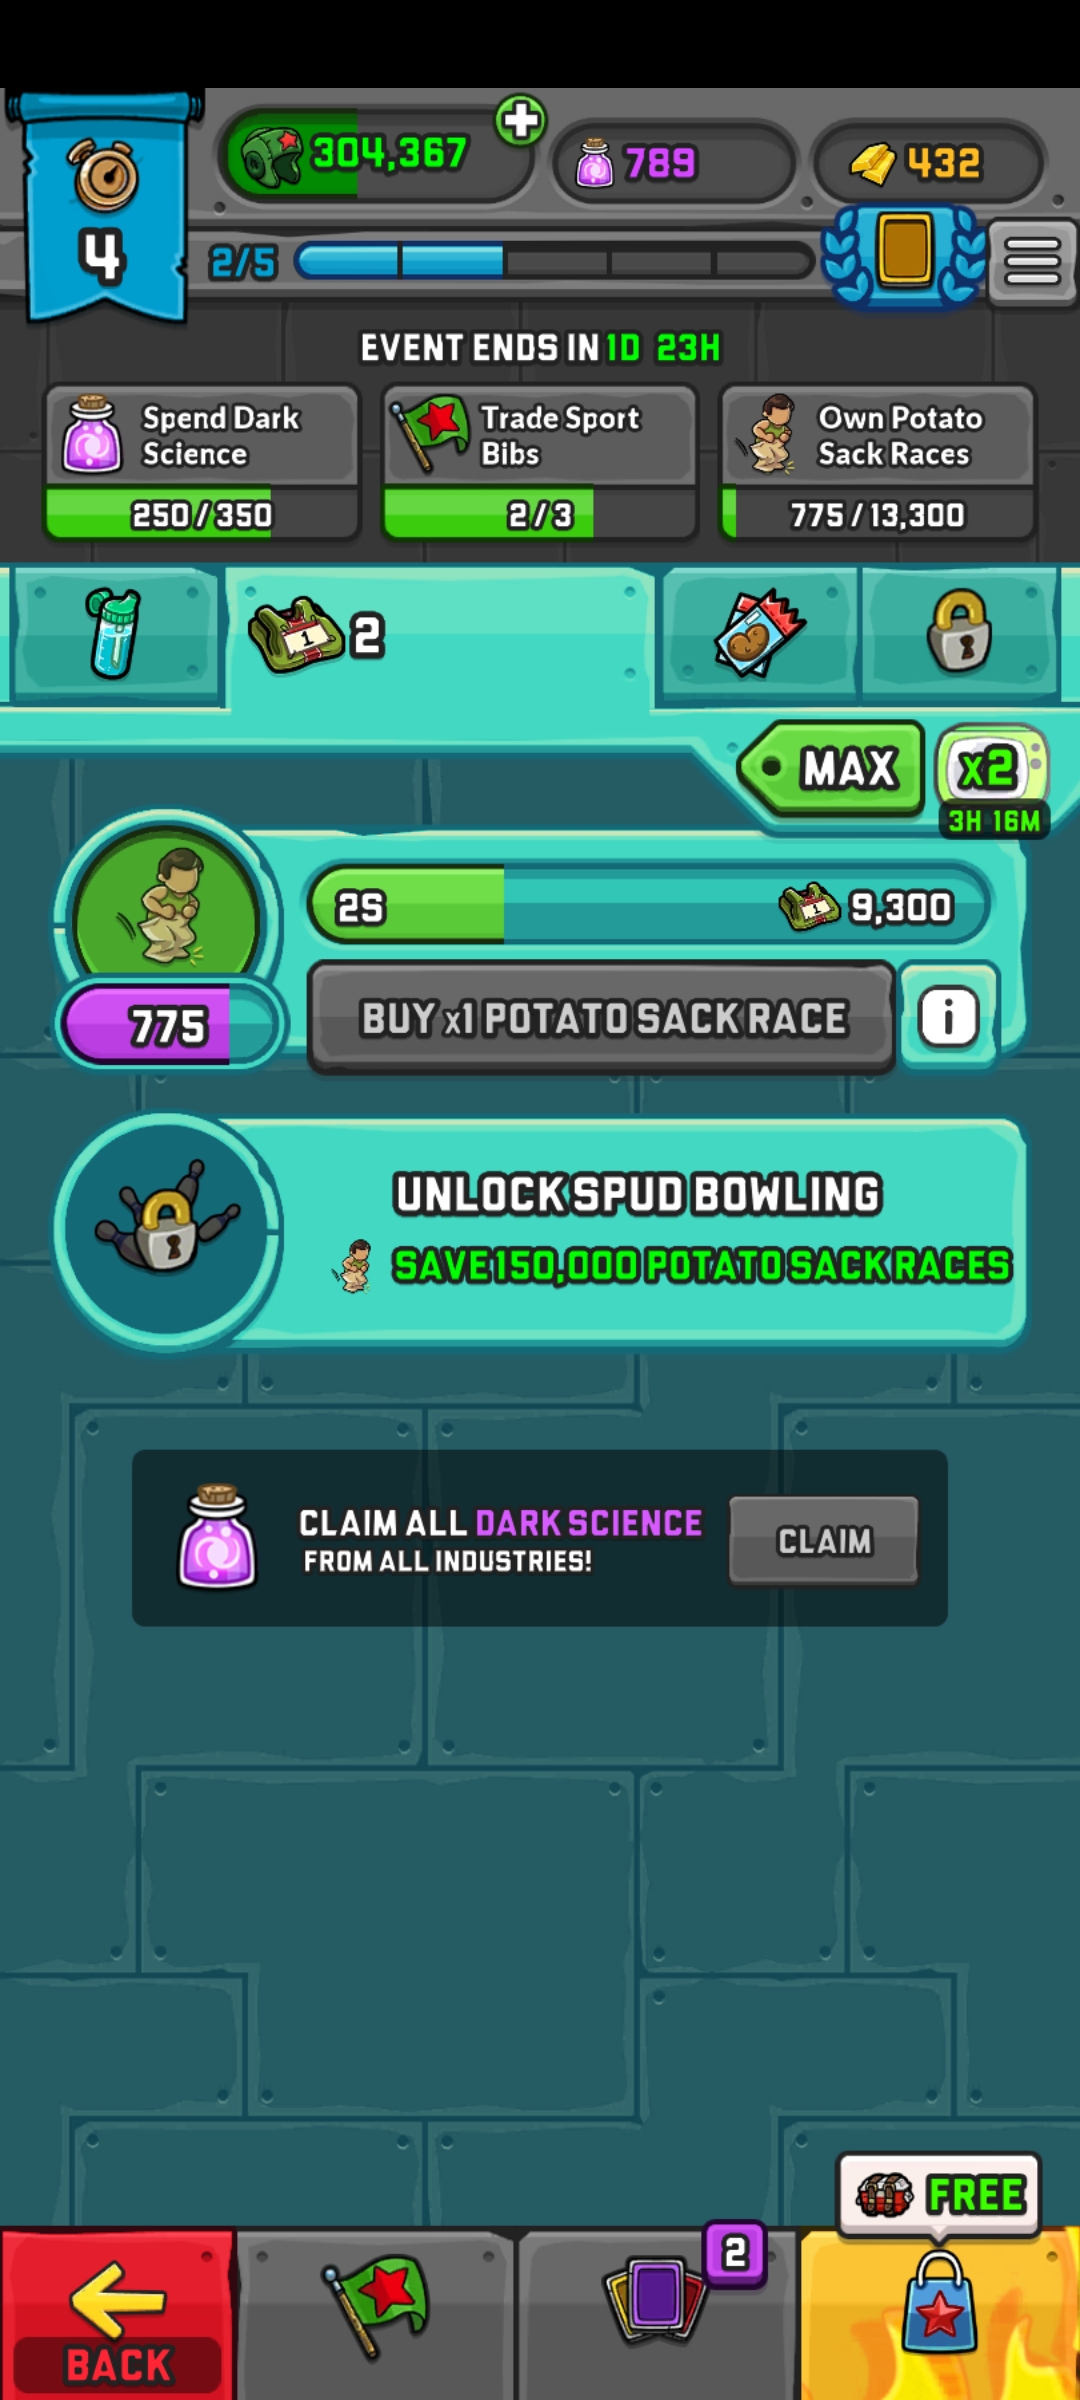 304,367
789
432
4
2/5
EVENT ENDS IN 1D 23H
Spend Dark
Science
250/350
Trade Sport
Bibs
2/3
Own Potato
Sack Races
775/13,300
1
2
MAX
x2
3H 16M
2S
1
9,300
775
BUY x1 POTATO SACK RACE
i
UNLOCK SPUD BOWLING
SAVE 150,000 POTATO SACK RACES
CLAIM ALL DARK SCIENCE
FROM ALL INDUSTRIES!
CLAIM
FREE
2
BACK